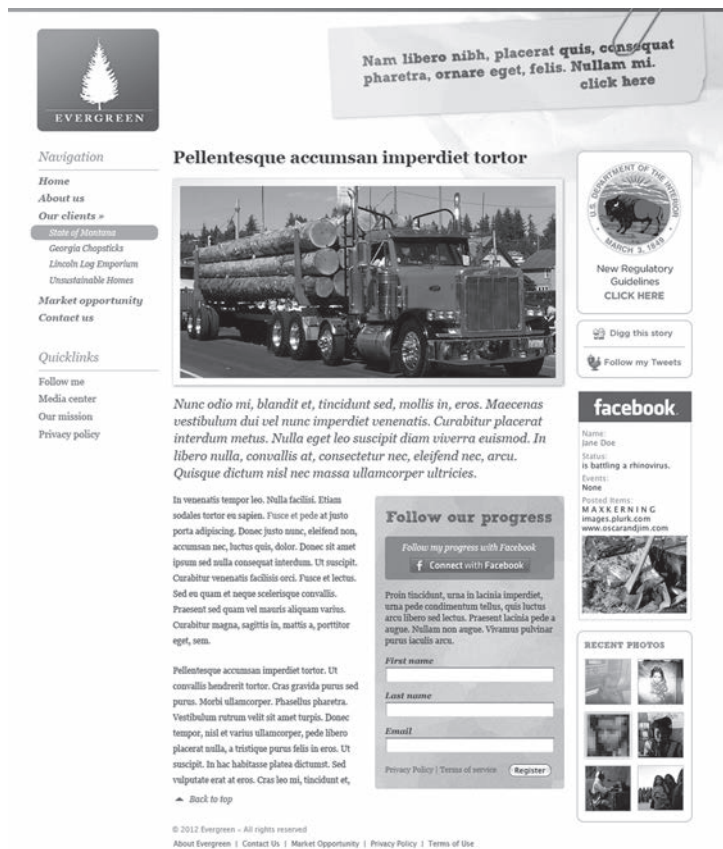 EVERGREEN
Nam libero nibh, placerat quis, consequat
pharetra, ornare eget, felis. Nullam mi.
click here
Navigation
Home
About us
Our clients »
State of Montana
Georgia Chopsticks
Lincoln Log Emporium
Unsustainable Homes
Market opportunity
Contact us
Quicklinks
Follow me
Media center
Our mission
Privacy policy
Pellentesque accumsan imperdiet tortor
Nunc odio mi, blandit et, tincidunt sed, mollis in, eros. Maecenas
vestibulum dui vel nunc imperdiet venenatis. Curabitur placerat
interdum metus. Nulla eget leo suscipit diam viverra euismod. In
libero nulla, convallis at, consectetur nec, eleifend nec, arcu.
Quisque dictum nisl nec massa ullamcorper ultricies.
In venenatis tempor leo. Nulla facilisi. Etiam
sodales tortor eu sapien. Fusce et pede at justo
porta adipiscing. Donec justo nunc, eleifend non,
accumsan nec, luctus quis, dolor. Donec sit amet
ipsum sed nulla consequat interdum. Ut suscipit.
Curabitur venenatis facilisis orci. Fusce et lectus.
Sed eu quam et neque scelerisque convallis.
Praesent sed quam vel mauris aliquam varius.
Curabitur magna, sagittis in, mattis a, porttitor
eget, sem.
Pellentesque accumsan imperdiet tortor. Ut
convallis hendrerit tortor. Cras gravida purus sed
purus. Morbi ullamcorper. Phasellus pharetra.
Vestibulum rutrum velit sit amet turpis. Donec
tempor, nisl et varius ullamcorper, pede libero
placerat nulla, a tristique purus felis in eros. Ut
suscipit. In hac habitasse platea dictumst. Sed
vulputate erat at eros. Cras leo mi, tincidunt et,
Back to top
Follow our progress
Follow my progress with Facebook
f Connect with Facebook
Proin tincidunt, urna in lacinia imperdiet,
urna pede condimentum tellus, quis luctus
arcu libero sed lectus. Praesent lacinia pede a
augue. Nullam non augue. Vivamus pulvinar
purus iaculis arcu.
First name
Last name
Email
Privacy Policy | Terms of service
Register
U.S. DEPARTMENT OF THE INTERIOR
MARCH 3, 1849
New Regulatory
Guidelines
CLICK HERE
Digg this story
Follow my Tweets
facebook
Name:
Jane Doe
Status:
is battling a rhinovirus.
Events:
None
Posted Items:
M A X K E R N I N G
images.plurk.com
www.oscarandjim.com
RECENT PHOTOS
© 2012 Evergreen – All rights reserved
About Evergreen | Contact Us | Market Opportunity | Privacy Policy | Terms of Use